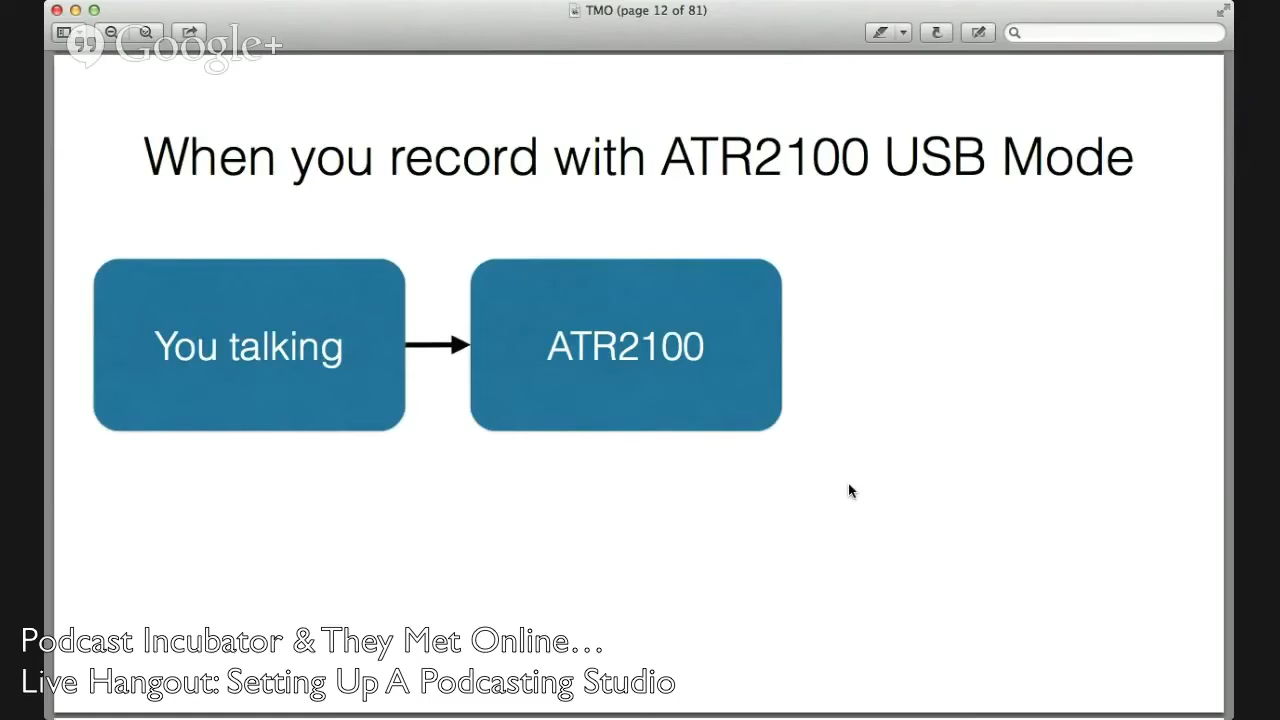 TMO (page 12 of 81)
Google+
When you record with ATR2100 USB Mode
You talking
ATR2100
Podcast Incubator & They Met Online...
Live Hangout: Setting Up A Podcasting Studio